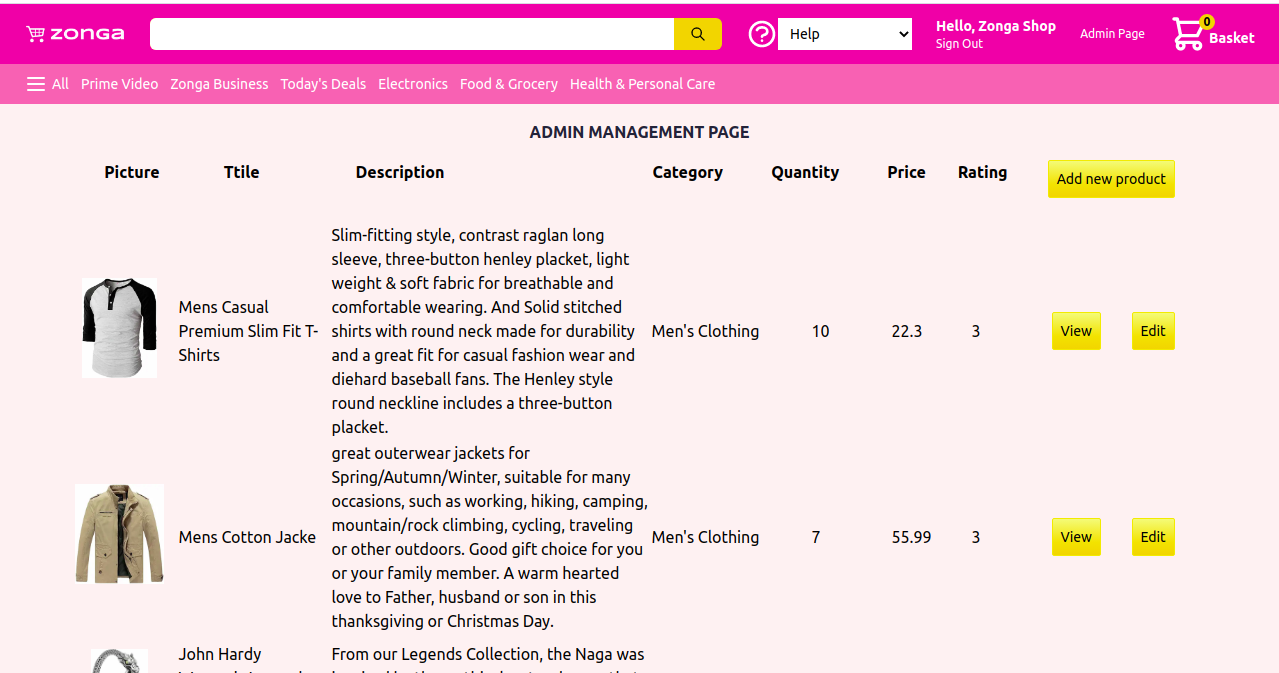 zonga
Help
Hello, Zonga Shop
Sign Out
Admin Page
0
Basket
All Prime Video Zonga Business Today's Deals Electronics Food & Grocery Health & Personal Care
ADMIN MANAGEMENT PAGE
Picture Ttile Description Category Quantity Price Rating Add new product
Mens Casual
Premium Slim Fit T-
Shirts
Slim-fitting style, contrast raglan long
sleeve, three-button henley placket, light
weight & soft fabric for breathable and
comfortable wearing. And Solid stitched
shirts with round neck made for durability
and a great fit for casual fashion wear and
diehard baseball fans. The Henley style
round neckline includes a three-button
placket.
Men's Clothing 10 22.3 3 View Edit
Mens Cotton Jacke
great outerwear jackets for
Spring/Autumn/Winter, suitable for many
occasions, such as working, hiking, camping,
mountain/rock climbing, cycling, traveling
or other outdoors. Good gift choice for you
or your family member. A warm hearted
love to Father, husband or son in this
thanksgiving or Christmas Day.
Men's Clothing 7 55.99 3 View Edit
John Hardy
From our Legends Collection, the Naga was